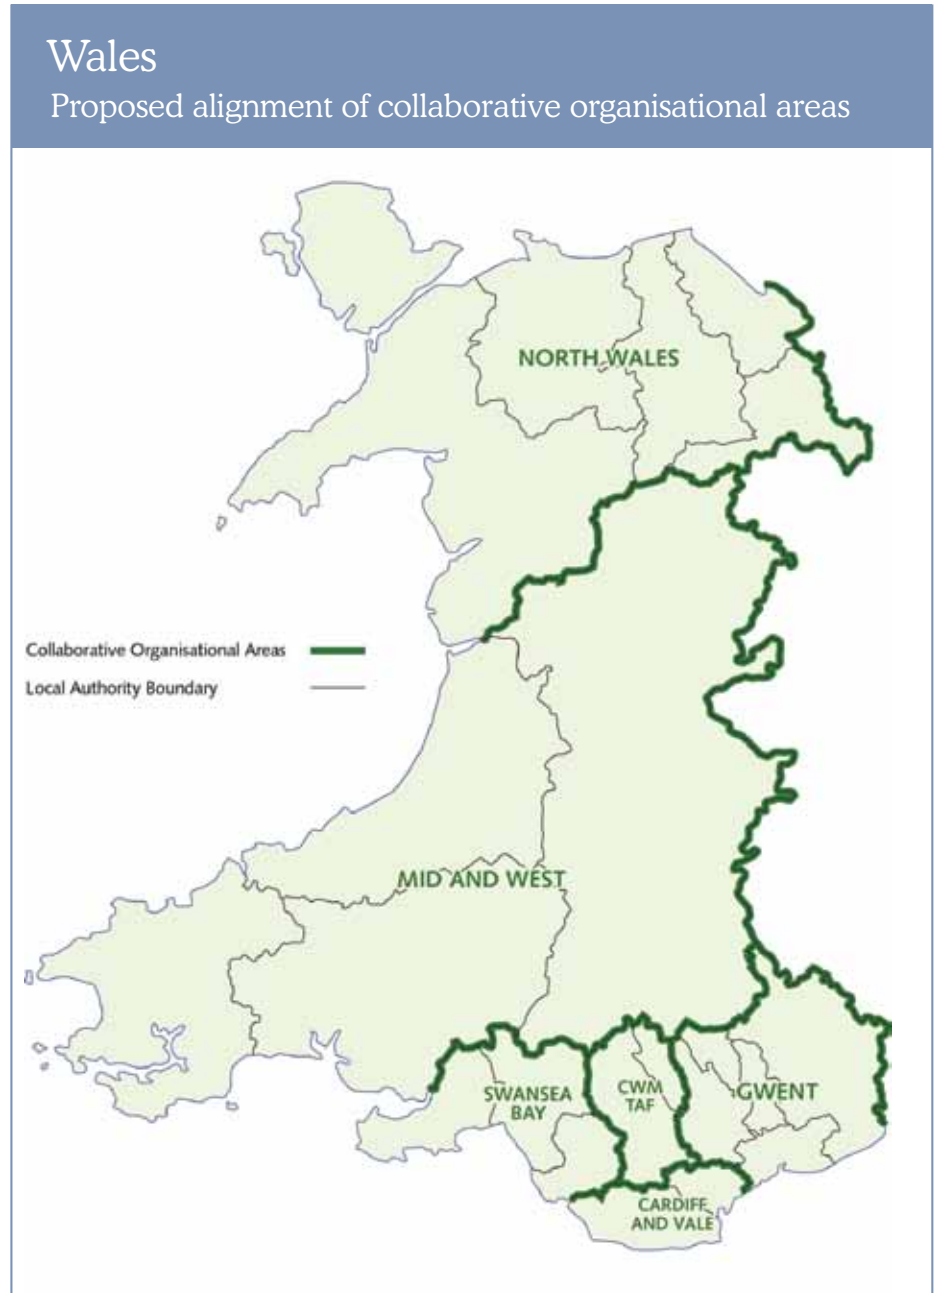 Wales
Proposed alignment of collaborative organisational areas
NORTH WALES
Collaborative Organisational Areas
Local Authority Boundary
MID AND WEST
SWANSEA
BAY
CWM
TAF
GWENT
CARDIFF
AND VALE